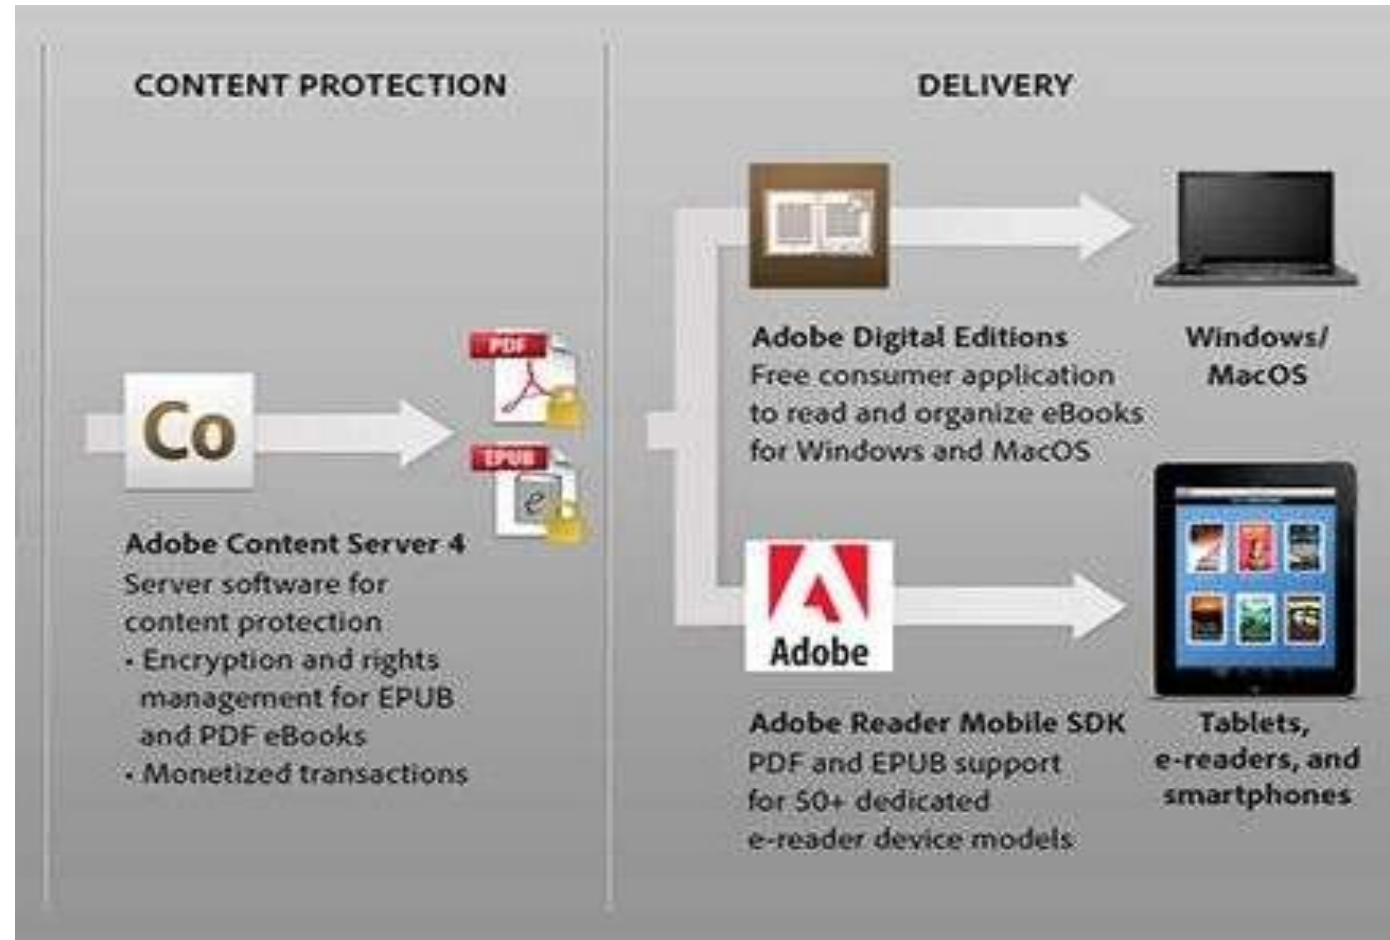 CONTENT PROTECTION
Co
PDF
EPUB
e
Adobe Content Server 4
Server software for
content protection
• Encryption and rights
management for EPUB
and PDF eBooks
• Monetized transactions
DELIVERY
Adobe Digital Editions
Free consumer application
to read and organize eBooks
for Windows and MacOS
Windows/
MacOS
Adobe
Adobe Reader Mobile SDK
PDF and EPUB support
for 50+ dedicated
e-reader device models
Tablets,
e-readers, and
smartphones